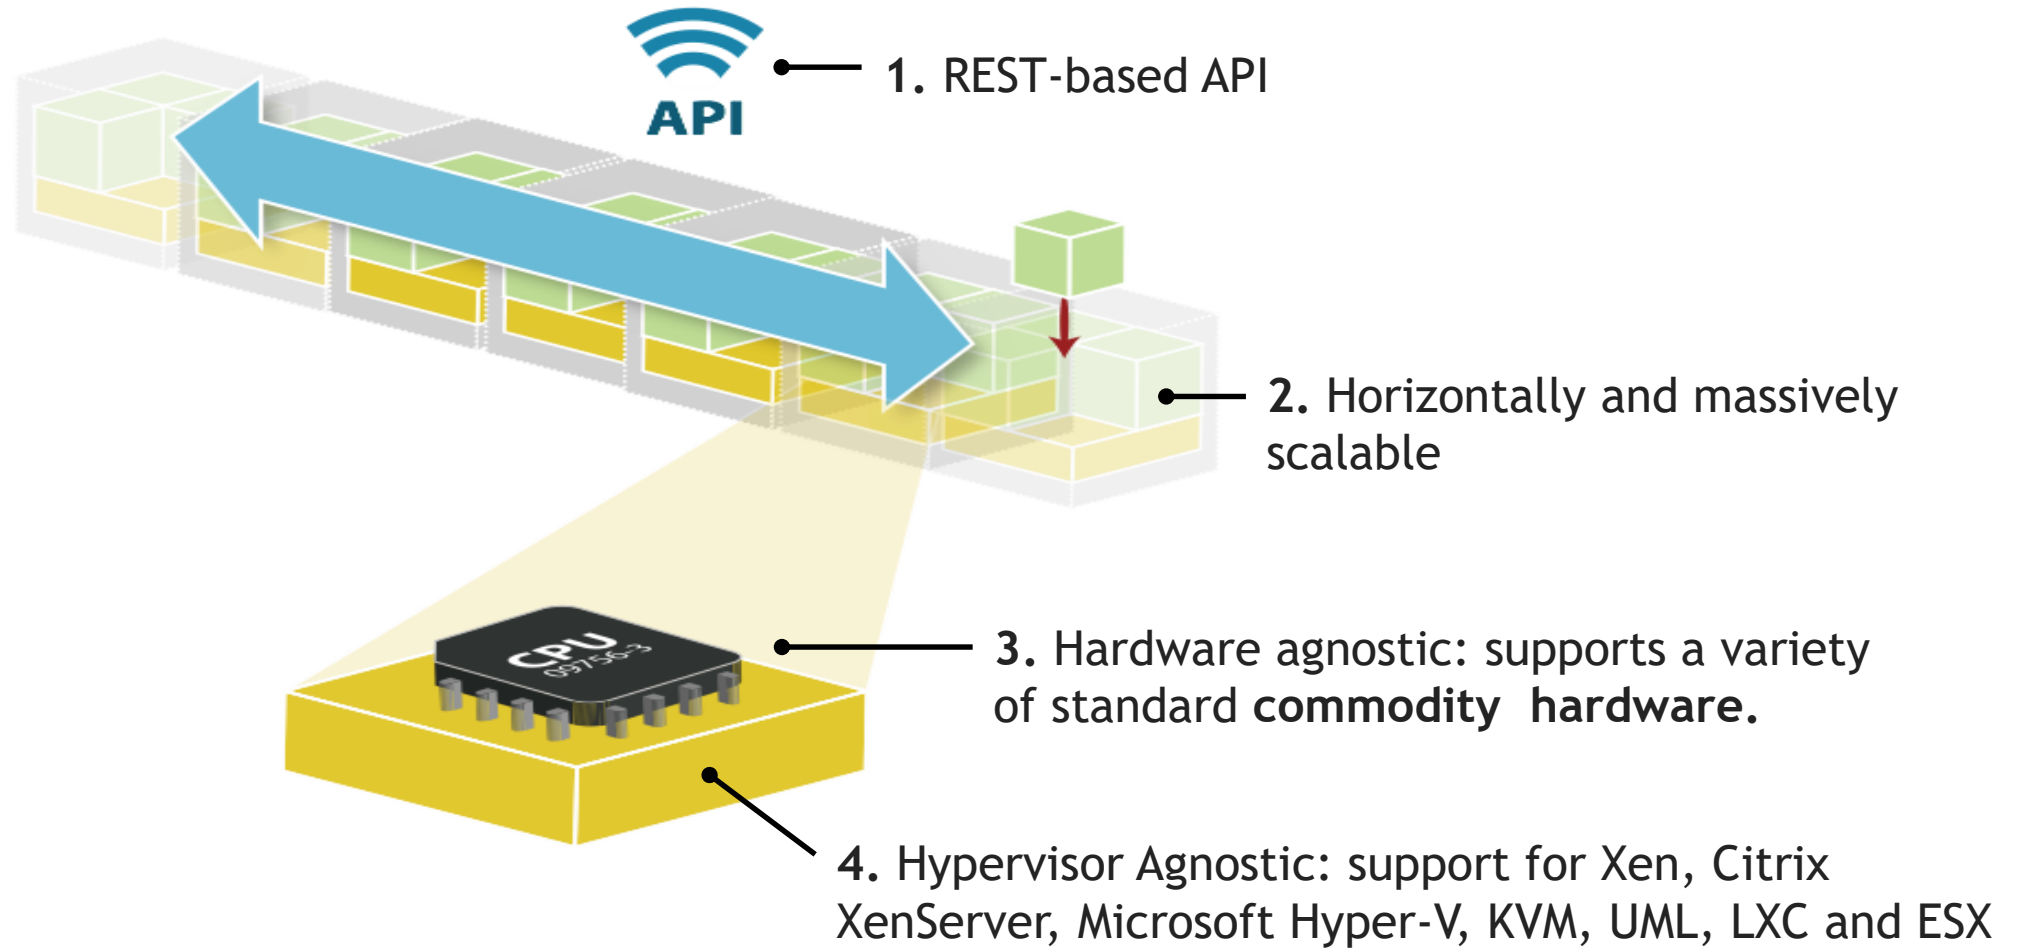 API
1. REST-based API
2. Horizontally and massively
scalable
CPU
09756-3
3. Hardware agnostic: supports a variety
of standard commodity hardware.
4. Hypervisor Agnostic: support for Xen, Citrix
XenServer, Microsoft Hyper-V, KVM, UML, LXC and ESX